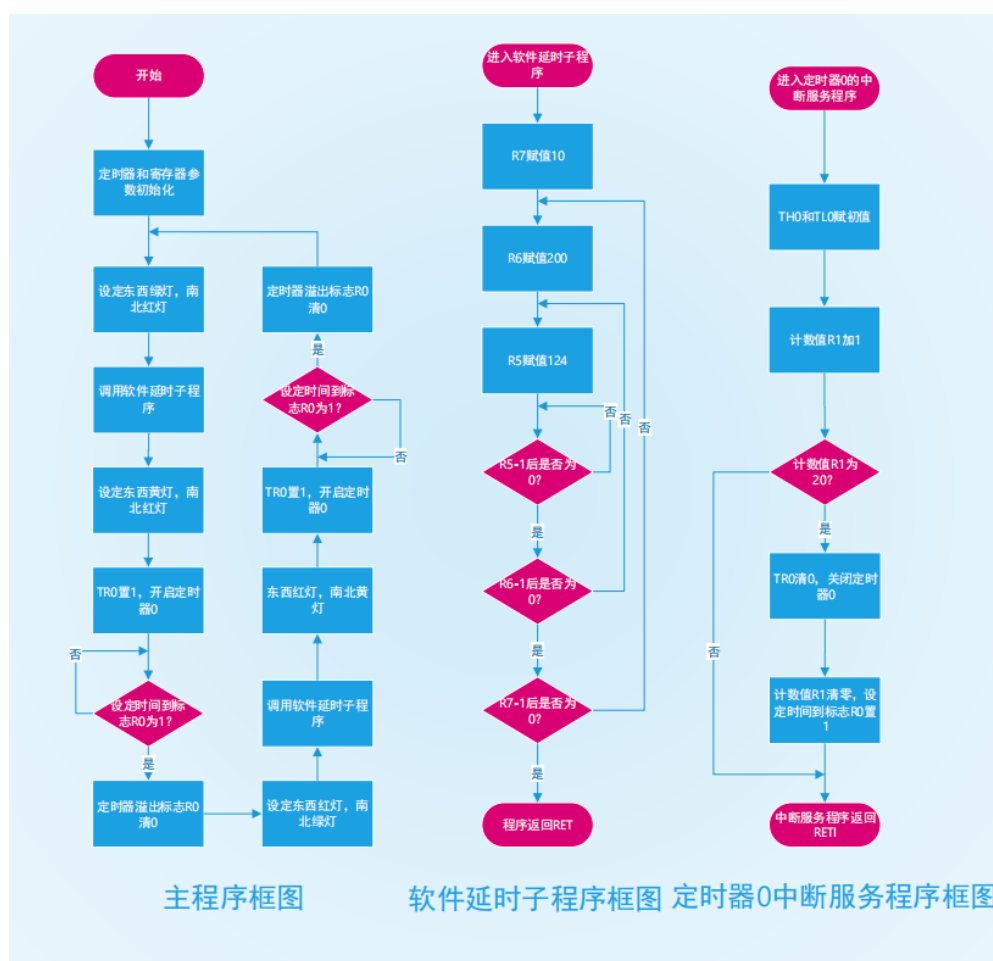 开始
定时器和寄存器参
数初始化
设定东西绿灯，南
北红灯
调用软件延时子程
序
设定东西黄灯，南
北红灯
TR0置1，开启定时
器0
否
设定时间到标
志R0为1？
是
定时器溢出标志R0
清0
设定东西红灯，南
北绿灯
调用软件延时子程
序
东西红灯，南北黄
灯
TR0置1，开启定时
器0
否
设定时间到标
志R0为1？
是
定时器溢出标志R0
清0
主程序框图
进入软件延时子程
序
R7赋值10
R6赋值200
R5赋值124
否
否
否
R5-1后是否为
0？
是
R6-1后是否为
0？
是
R7-1后是否为
0？
是
程序返回RET
软件延时子程序框图
进入定时器0的中
断服务程序
TH0和TL0赋初值
计数值R1加1
计数值R1为
20？
是
TR0清0，关闭定时
器0
否
计数值R1清零，设
定时间到标志R0置
1
中断服务程序返回
RETI
定时器0中断服务程序框图